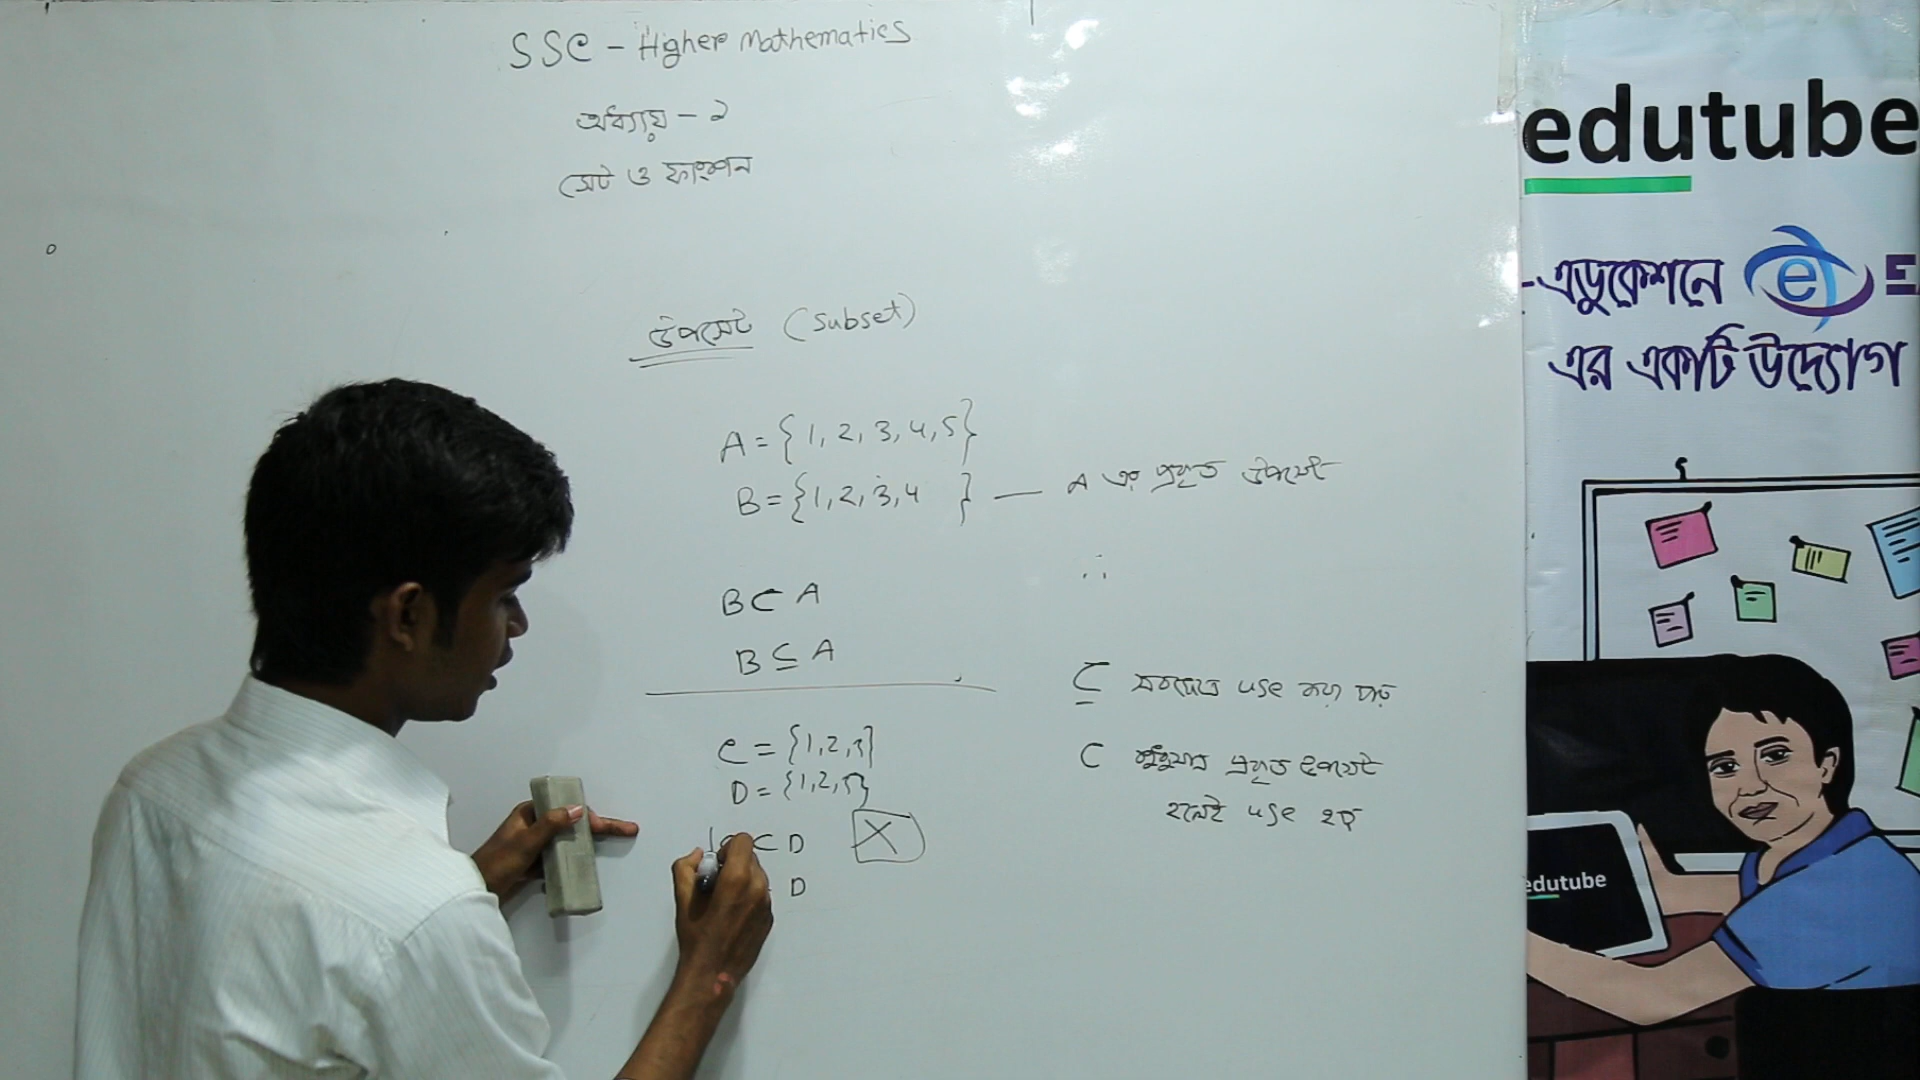 SSC - Higher Mathematics
অধ্যায় - ১
সেট ও ফাংশন
উপসেট (subset)
A = {1, 2, 3, 4, 5}
B = {1, 2, 3, 4 } — A এর প্রকৃত উপসেট
∴
B ⊂ A
B ⊆ A
⊆ সবক্ষেত্রে use করা যায়
⊂ শুধুমাত্র প্রকৃত উপসেট
হলেই use হয়
C = {1,2,3}
D = {1,2,3}
⊂ D X
D
edutube
-এডুকেশনে e E
এর একটি উদ্যোগ
edutube